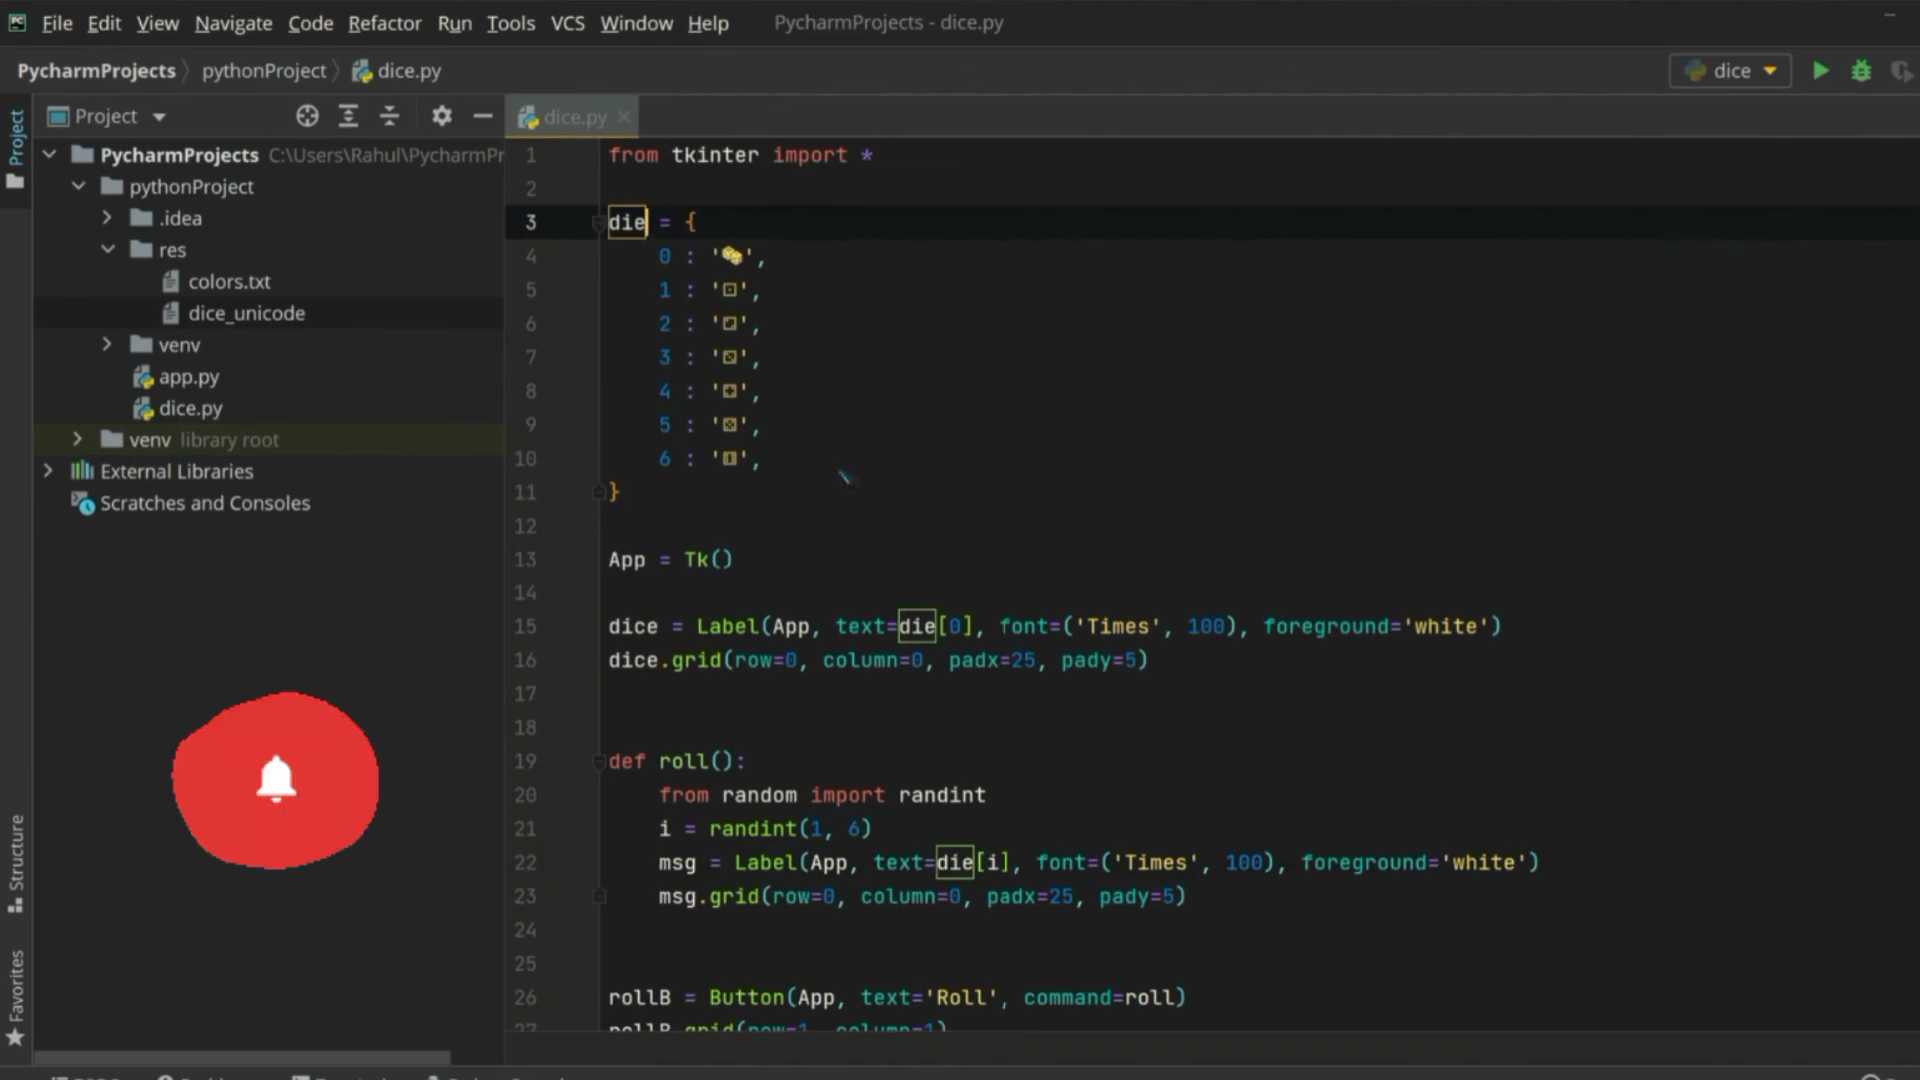 File Edit View Navigate Code Refactor Run Tools VCS Window Help PycharmProjects - dice.py
PycharmProjects pythonProject dice.py dice
Project
Project
PycharmProjects C:\Users\Rahul\PycharmPr
pythonProject
.idea
res
colors.txt
dice_unicode
venv
app.py
dice.py
venv library root
External Libraries
Scratches and Consoles
Structure
Favorites
dice.py
1 from tkinter import *
2
3 die = {
4 0 : '🎲',
5 1 : '⚀',
6 2 : '⚁',
7 3 : '⚂',
8 4 : '⚃',
9 5 : '⚄',
10 6 : '⚅',
11 }
12
13 App = Tk()
14
15 dice = Label(App, text=die[0], font=('Times', 100), foreground='white')
16 dice.grid(row=0, column=0, padx=25, pady=5)
17
18
19 def roll():
20 from random import randint
21 i = randint(1, 6)
22 msg = Label(App, text=die[i], font=('Times', 100), foreground='white')
23 msg.grid(row=0, column=0, padx=25, pady=5)
24
25
26 rollB = Button(App, text='Roll', command=roll)
27 rollB.grid(row=1, column=1)